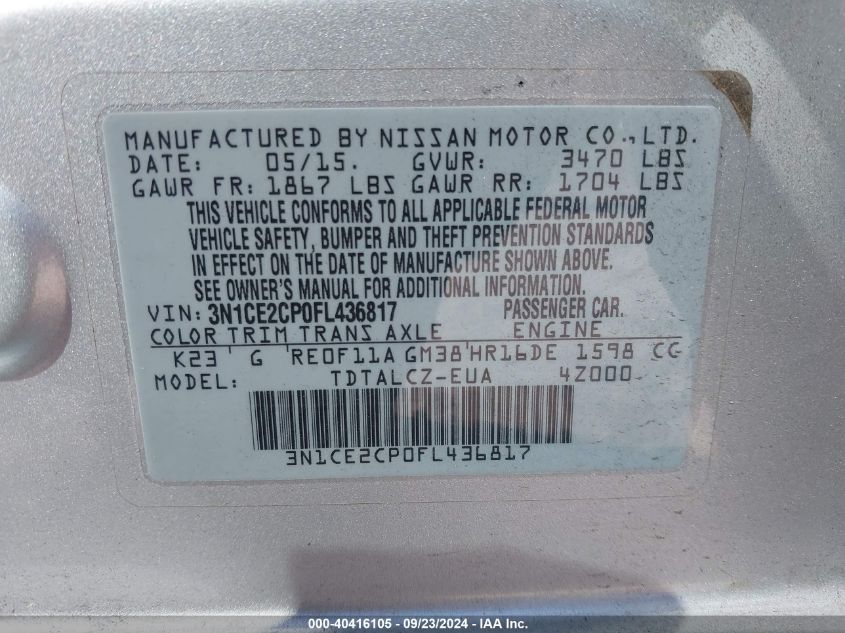 MANUFACTURED BY NISSAN MOTOR CO., LTD.
DATE: 05/15. GVWR: 3470 LBS
GAWR FR: 1867 LBS GAWR RR: 1704 LBS
THIS VEHICLE CONFORMS TO ALL APPLICABLE FEDERAL MOTOR
VEHICLE SAFETY, BUMPER AND THEFT PREVENTION STANDARDS
IN EFFECT ON THE DATE OF MANUFACTURE SHOWN ABOVE.
SEE OWNER'S MANUAL FOR ADDITIONAL INFORMATION.
VIN: 3N1CE2CP0FL436817 PASSENGER CAR.
COLOR TRIM TRANS AXLE ENGINE
K23 G RE0F11A GM38 HR16DE 1598 CC
MODEL: TDTALCZ-EUA 4Z000
3N1CE2CP0FL436817
000-40416105 - 09/23/2024 - IAA, Inc.